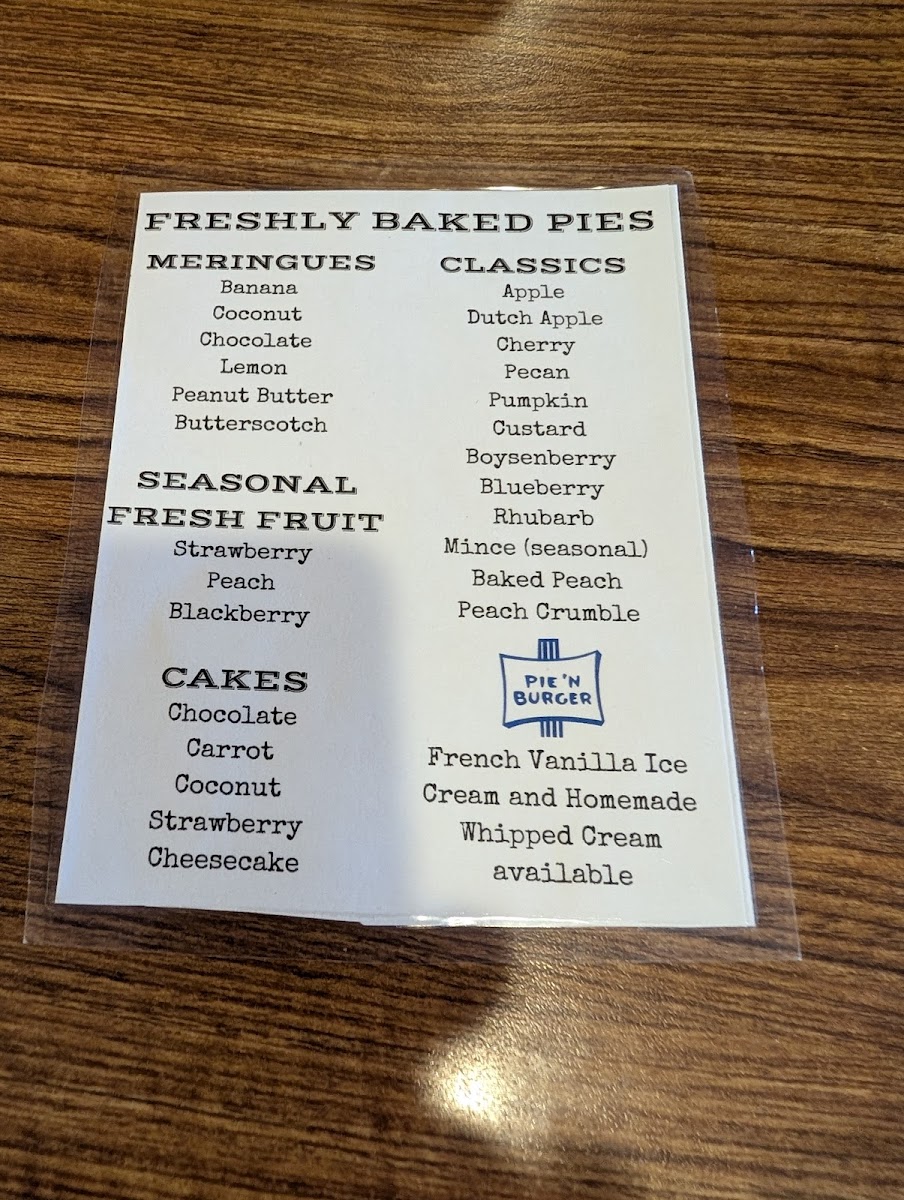 FRESHLY BAKED PIES
MERINGUES
Banana
Coconut
Chocolate
Lemon
Peanut Butter
Butterscotch
SEASONAL
FRESH FRUIT
Strawberry
Peach
Blackberry
CAKES
Chocolate
Carrot
Coconut
Strawberry
Cheesecake
CLASSICS
Apple
Dutch Apple
Cherry
Pecan
Pumpkin
Custard
Boysenberry
Blueberry
Rhubarb
Mince (seasonal)
Baked Peach
Peach Crumble
PIE 'N
BURGER
French Vanilla Ice
Cream and Homemade
Whipped Cream
available